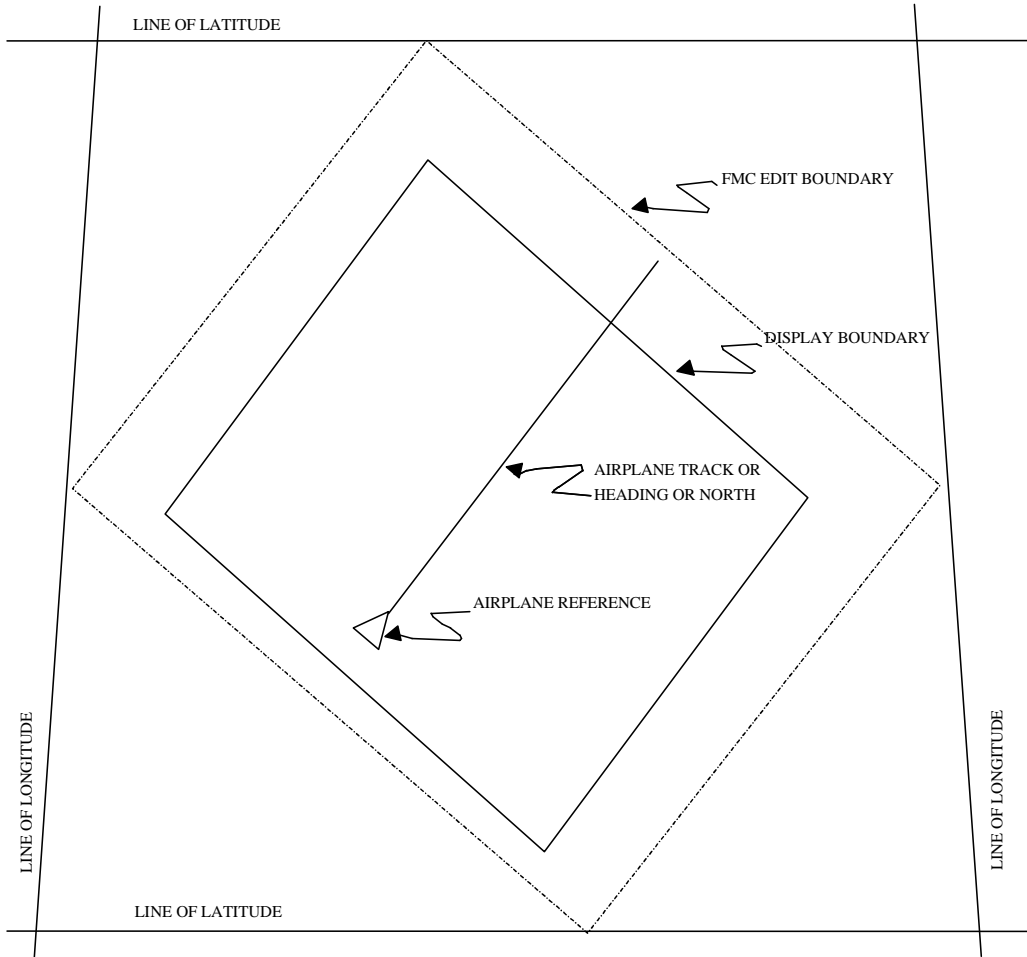 LINE OF LATITUDE
FMC EDIT BOUNDARY
DISPLAY BOUNDARY
AIRPLANE TRACK OR
HEADING OR NORTH
AIRPLANE REFERENCE
LINE OF LONGITUDE
LINE OF LONGITUDE
LINE OF LATITUDE